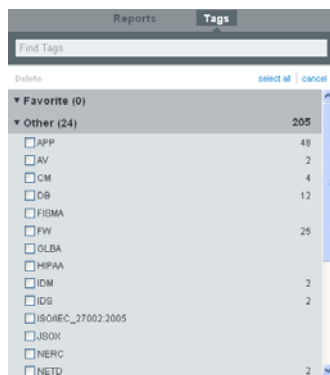 Reports Tags
Find Tags
Delete select all cancel
Favorite (0)
Other (24) 205
APP 48
AV 2
CM 4
DB 12
FISMA
FW 25
GLBA
HIPAA
IDM 2
IDS 2
ISO/IEC_27002:2005
JSOX
NERC
NETD 2